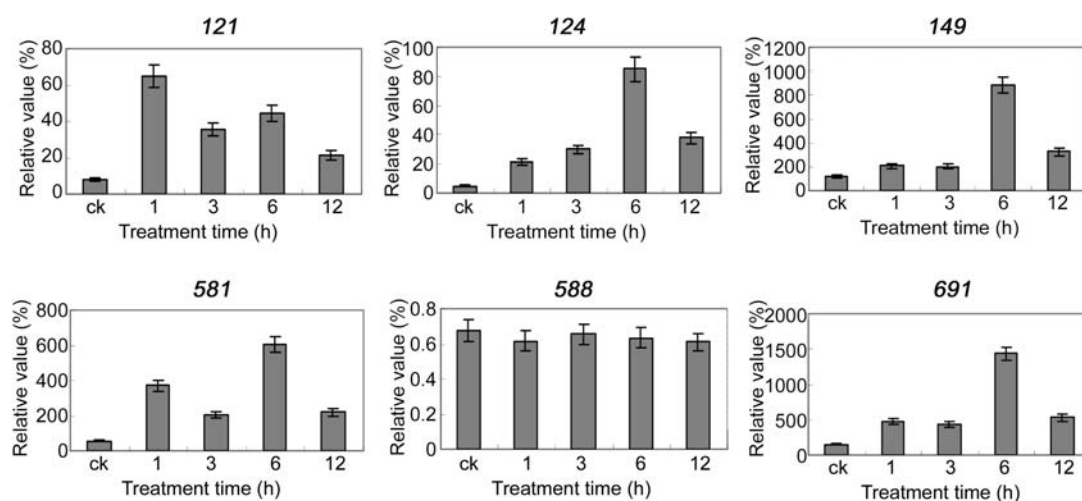 121
Relative value (%)
80
60
40
20
0
ck 1 3 6 12
Treatment time (h)
124
Relative value (%)
100
80
60
40
20
0
ck 1 3 6 12
Treatment time (h)
149
Relative value (%)
1200
1000
800
600
400
200
0
ck 1 3 6 12
Treatment time (h)
581
Relative value (%)
800
600
400
200
0
ck 1 3 6 12
Treatment time (h)
588
Relative value (%)
0.8
0.6
0.4
0.2
0
ck 1 3 6 12
Treatment time (h)
691
Relative value (%)
2000
1500
1000
500
0
ck 1 3 6 12
Treatment time (h)